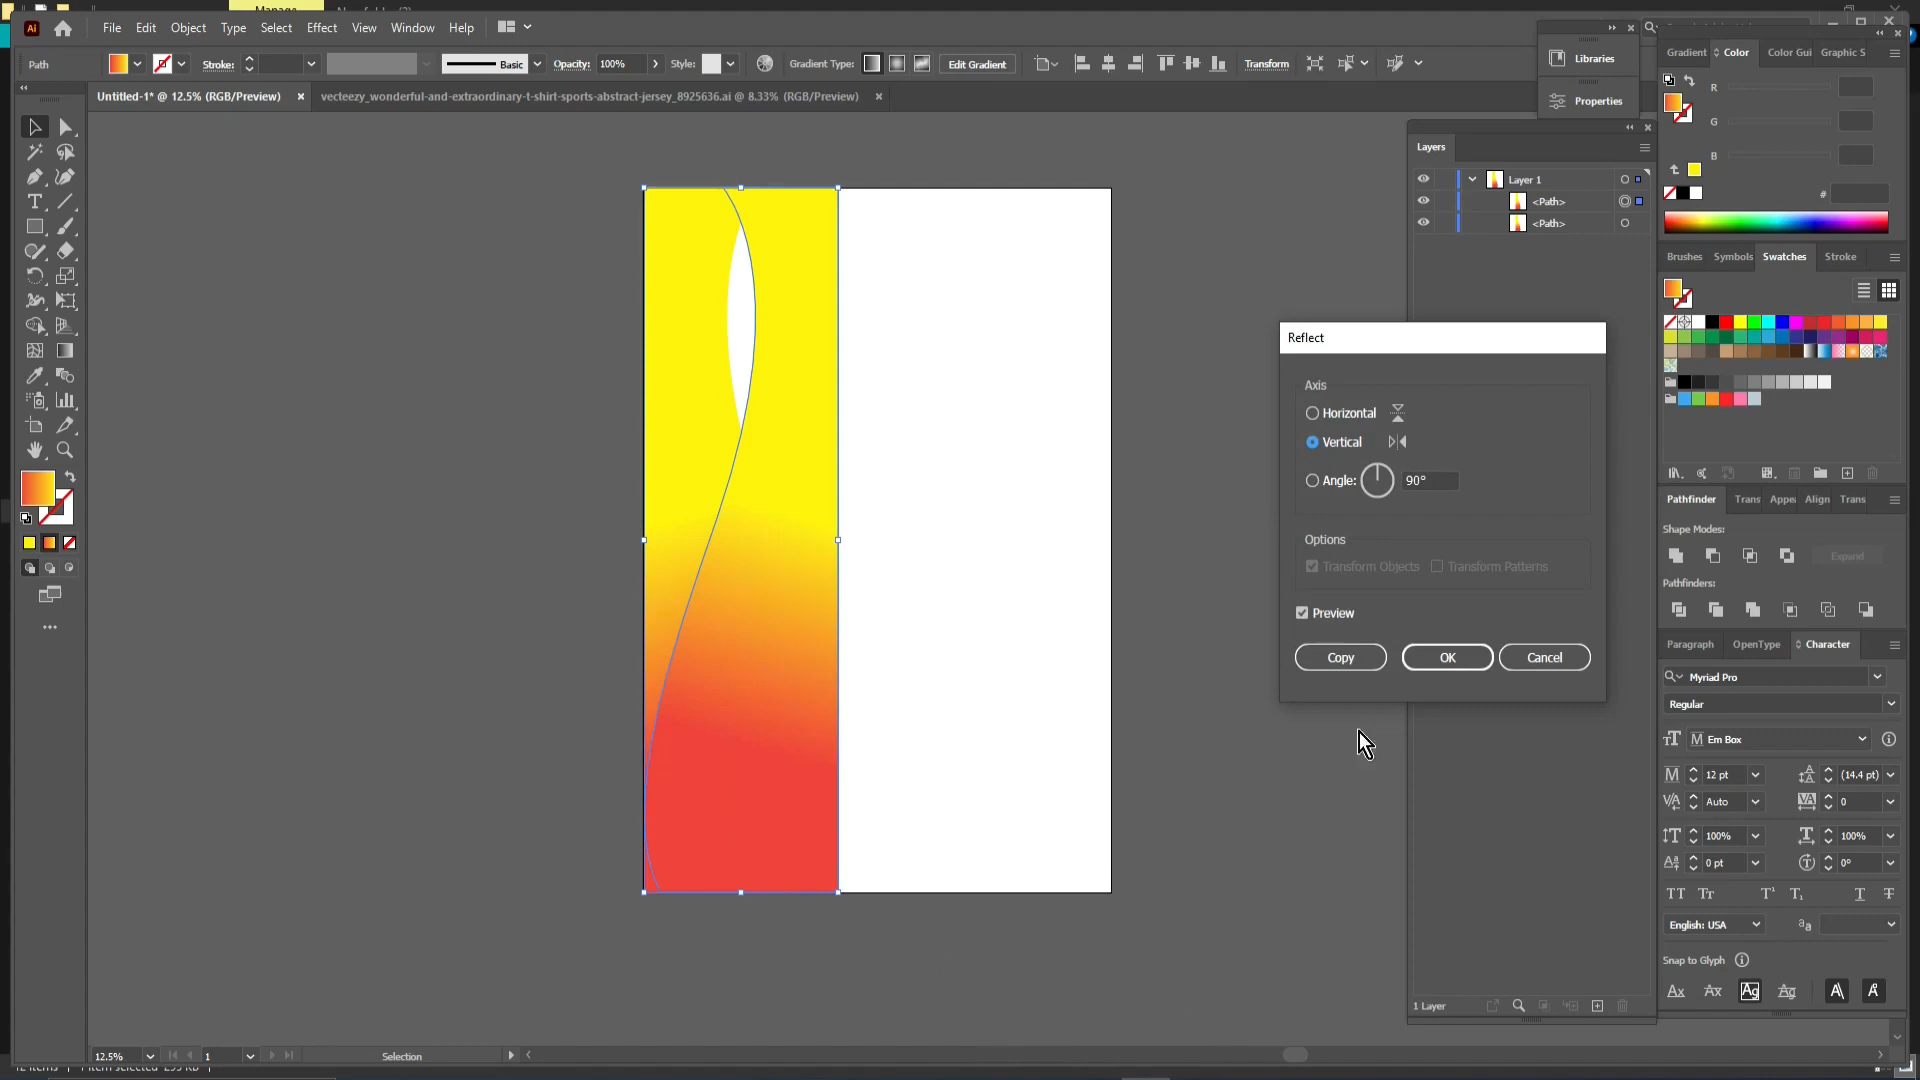 Manage
Ai File Edit Object Type Select Effect View Window Help
Path Stroke: Basic Opacity: 100% Style: Gradient Type: Edit Gradient Transform
Untitled-1* @ 12.5% (RGB/Preview) × vecteezy_wonderful-and-extraordinary-t-shirt-sports-abstract-jersey_8925636.ai @ 8.33% (RGB/Preview) ×
Libraries
Properties
Gradient Color Color Gui Graphic S
R
G
B
#
Layers
Layer 1
<Path>
<Path>
1 Layer
Brushes Symbols Swatches Stroke
Reflect
Axis
Horizontal
Vertical
Angle: 90°
Options
Transform Objects Transform Patterns
Preview
Copy OK Cancel
Pathfinder Trans Appe Align Trans
Shape Modes:
Expand
Pathfinders:
Paragraph OpenType Character
Myriad Pro
Regular
Em Box
12 pt (14.4 pt)
Auto 0
100% 100%
0 pt 0°
English: USA
Snap to Glyph
12.5% 1 Selection